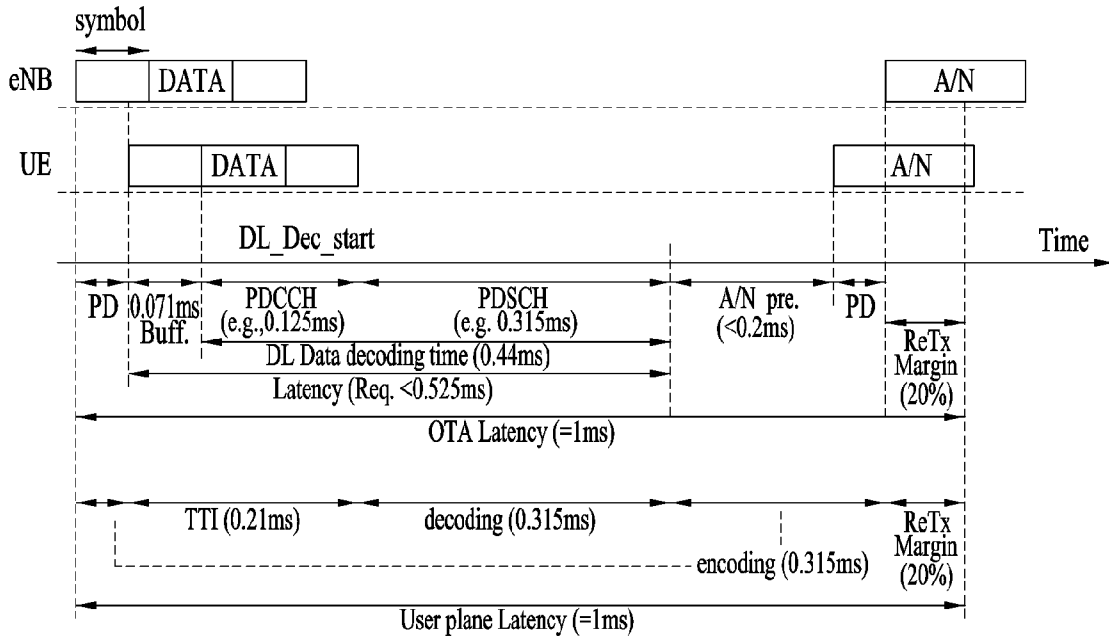 symbol
eNB
DATA
A/N
UE
DATA
A/N
DL_Dec_start
Time
PD
0.071ms
Buff.
PDCCH
(e.g.,0.125ms)
PDSCH
(e.g. 0.315ms)
A/N pre.
(<0.2ms)
PD
ReTx
Margin
(20%)
DL Data decoding time (0.44ms)
Latency (Req. <0.525ms)
OTA Latency (=1ms)
TTI (0.21ms)
decoding (0.315ms)
ReTx
Margin
(20%)
encoding (0.315ms)
User plane Latency (=1ms)